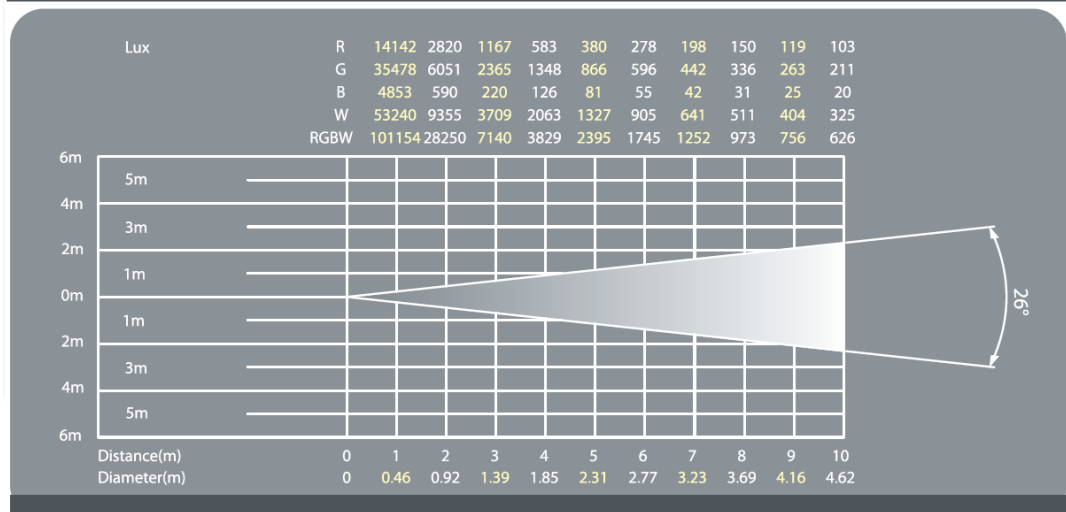 Lux R 14142 2820 1167 583 380 278 198 150 119 103
G 35478 6051 2365 1348 866 596 442 336 263 211
B 4853 590 220 126 81 55 42 31 25 20
W 53240 9355 3709 2063 1327 905 641 511 404 325
RGBW 101154 28250 7140 3829 2395 1745 1252 973 756 626
6m
5m
4m
3m
2m
1m
0m
26°
1m
2m
3m
4m
5m
6m
Distance(m) 0 1 2 3 4 5 6 7 8 9 10
Diameter(m) 0 0.46 0.92 1.39 1.85 2.31 2.77 3.23 3.69 4.16 4.62